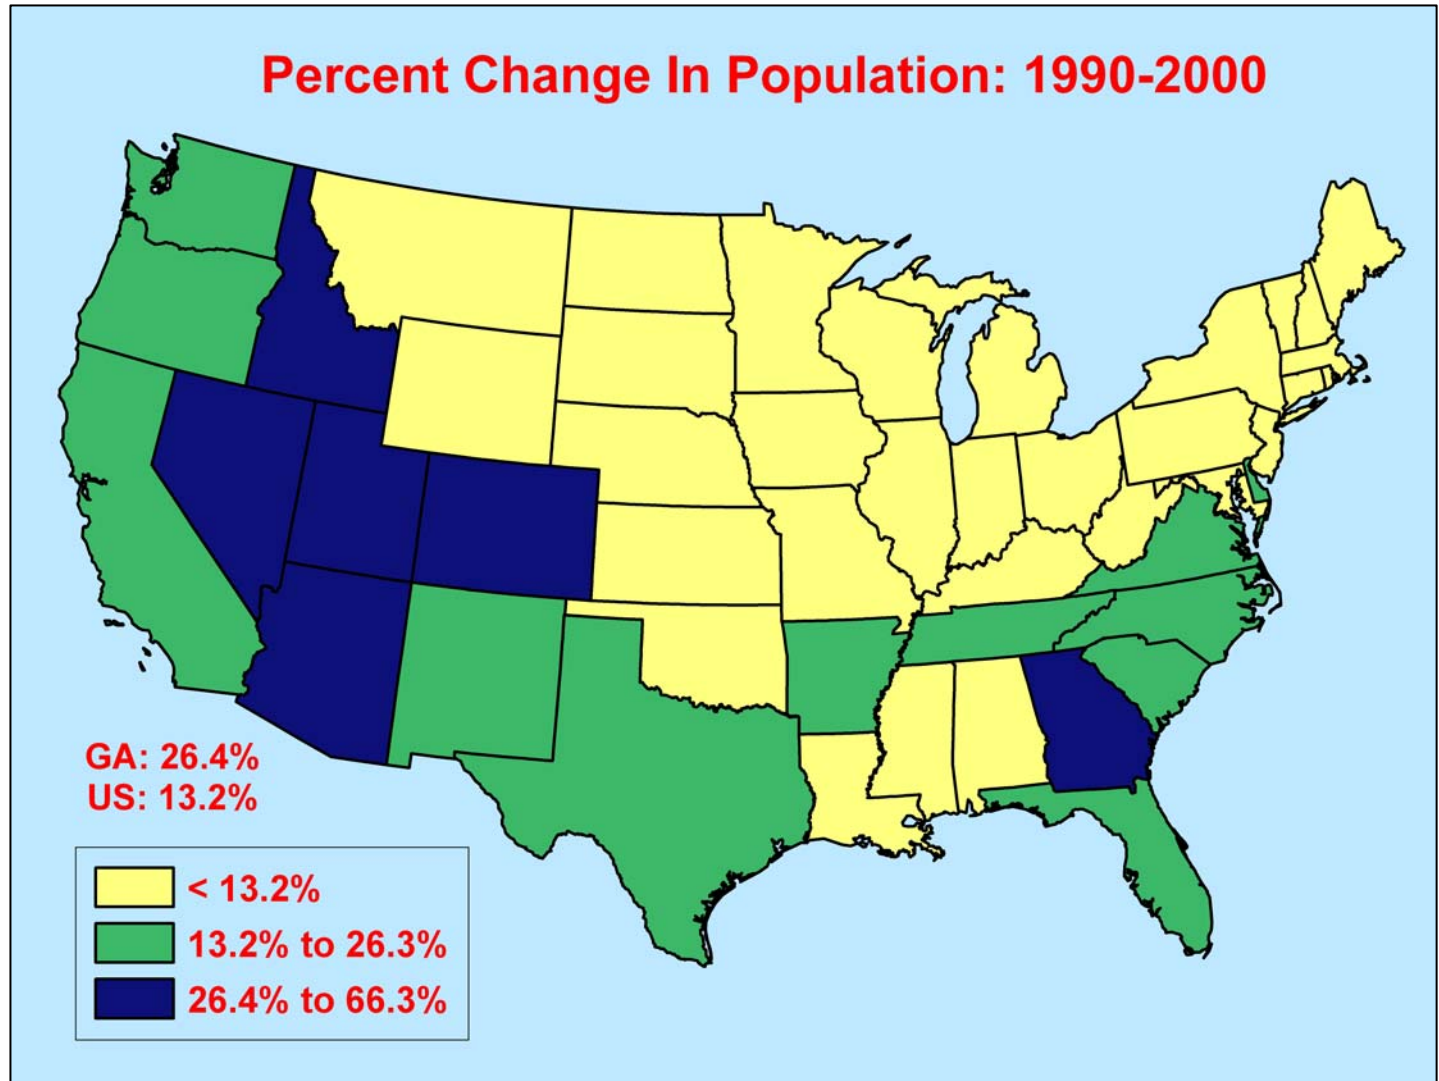 Percent Change In Population: 1990-2000
GA: 26.4%
US: 13.2%
< 13.2%
13.2% to 26.3%
26.4% to 66.3%